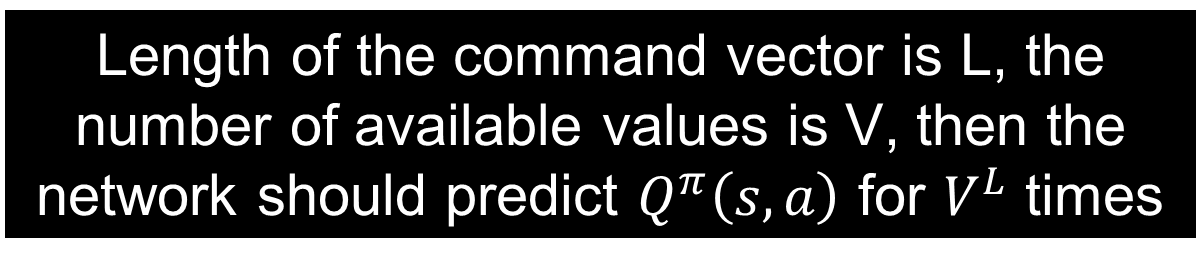 Length of the command vector is L, the
number of available values is V, then the
network should predict $Q^{\pi}(s,a)$ for $V^{L}$ times